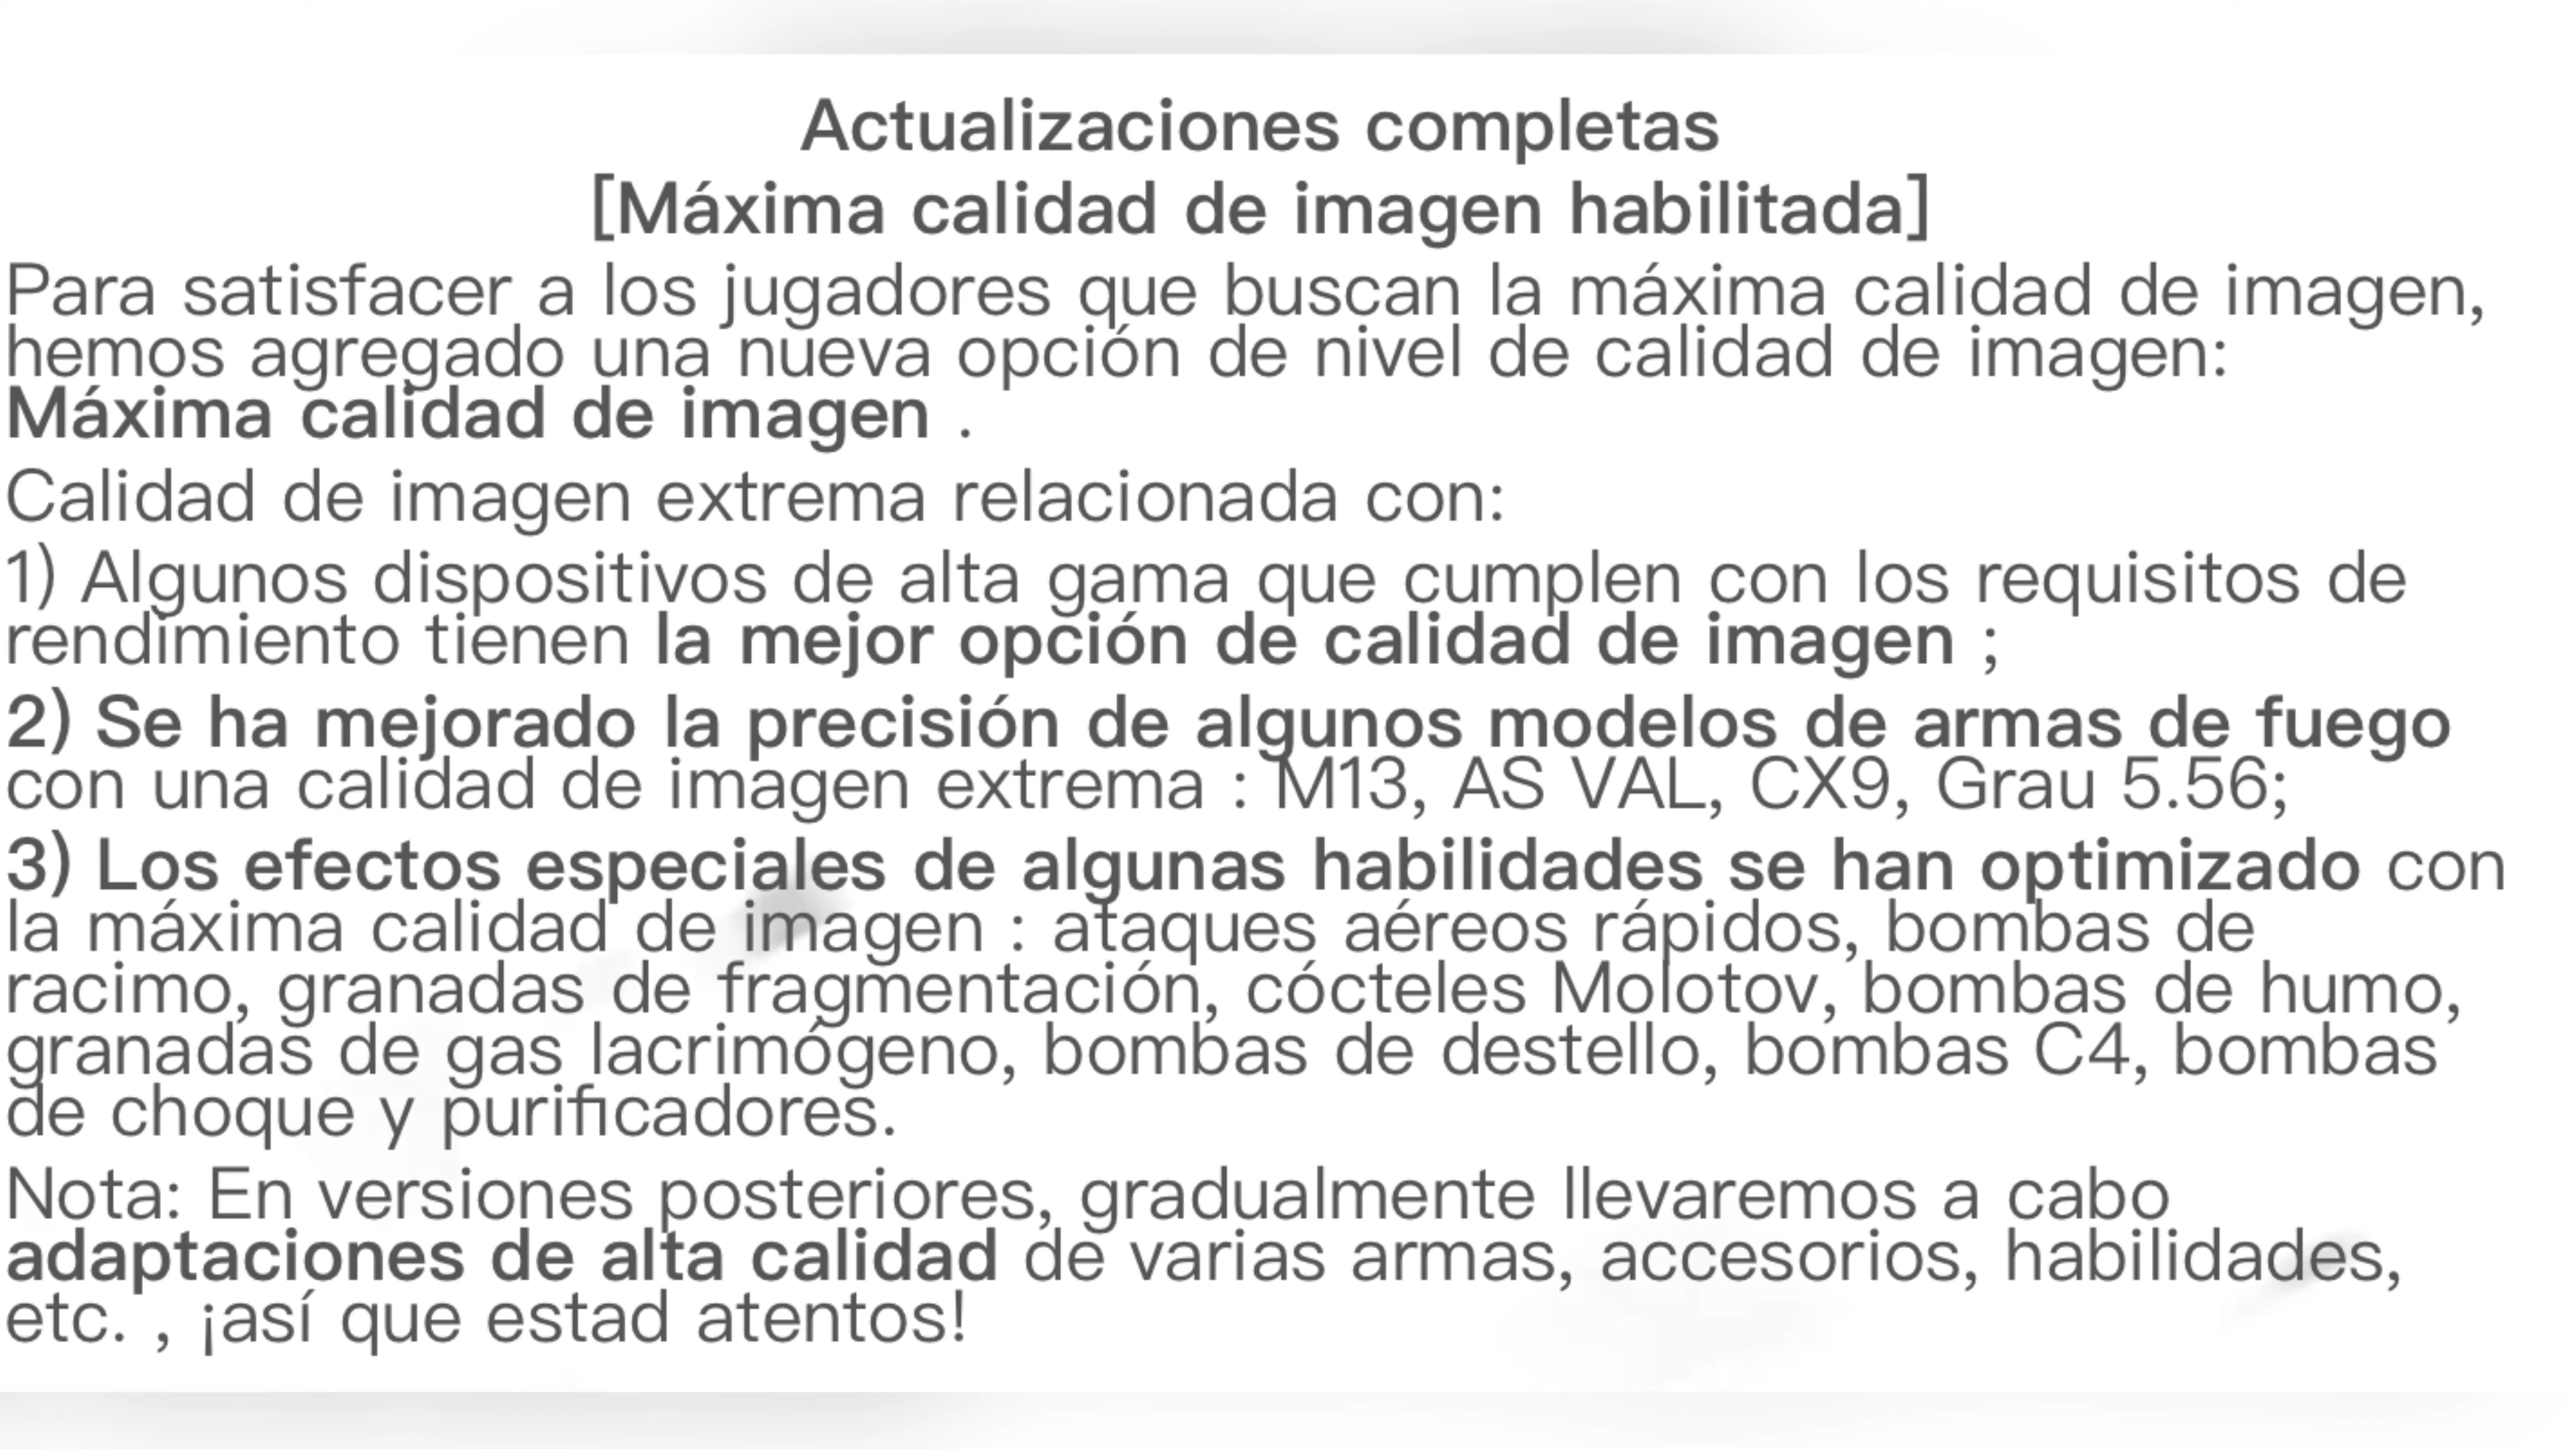 Actualizaciones completas
[Máxima calidad de imagen habilitada]
Para satisfacer a los jugadores que buscan la máxima calidad de imagen,
hemos agregado una nueva opción de nivel de calidad de imagen:
Máxima calidad de imagen .
Calidad de imagen extrema relacionada con:
1) Algunos dispositivos de alta gama que cumplen con los requisitos de
rendimiento tienen la mejor opción de calidad de imagen ;
2) Se ha mejorado la precisión de algunos modelos de armas de fuego
con una calidad de imagen extrema : M13, AS VAL, CX9, Grau 5.56;
3) Los efectos especiales de algunas habilidades se han optimizado con
la máxima calidad de imagen : ataques aéreos rápidos, bombas de
racimo, granadas de fragmentación, cócteles Molotov, bombas de humo,
granadas de gas lacrimógeno, bombas de destello, bombas C4, bombas
de choque y purificadores.
Nota: En versiones posteriores, gradualmente llevaremos a cabo
adaptaciones de alta calidad de varias armas, accesorios, habilidades,
etc. , ¡así que estad atentos!